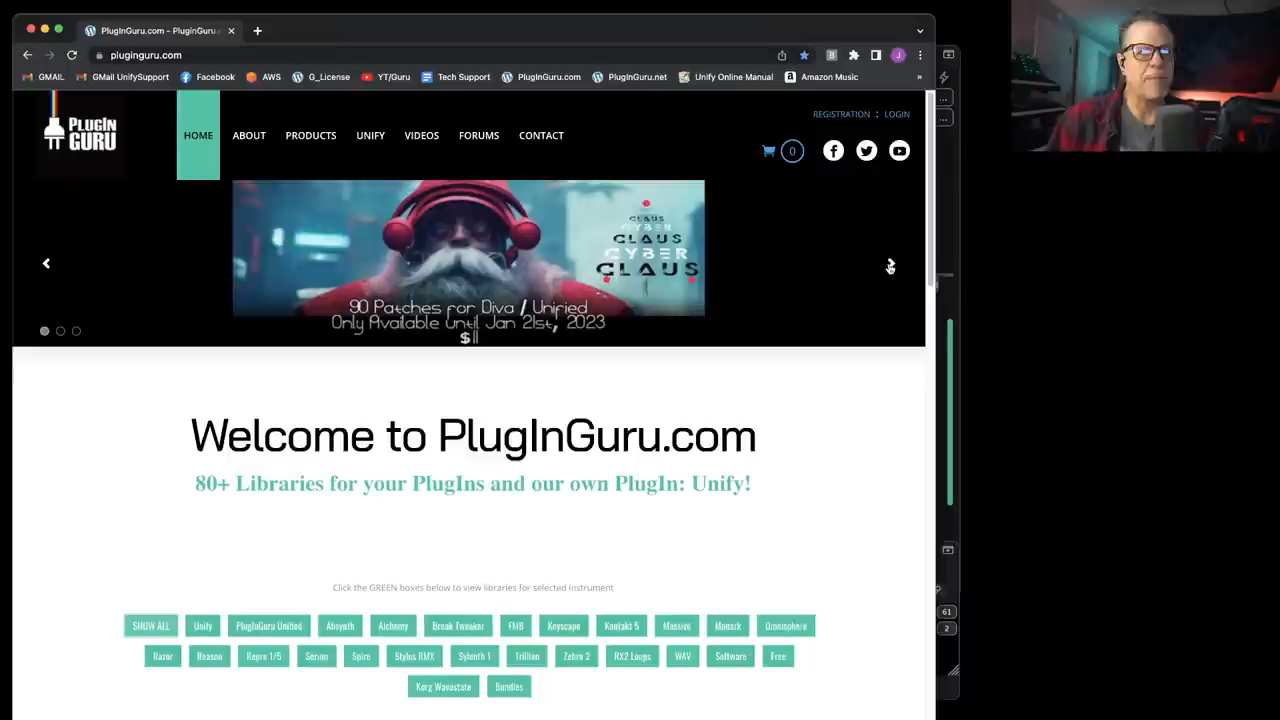 PlugInGuru.com - PlugInGuru
pluginguru.com
GMAIL
GMail UnifySupport
Facebook
AWS
G_License
YT/Guru
Tech Support
PlugInGuru.com
PlugInGuru.net
Unify Online Manual
Amazon Music
»
REGISTRATION : LOGIN
PLUGIN
GURU
HOME
ABOUT
PRODUCTS
UNIFY
VIDEOS
FORUMS
CONTACT
0
CLAUS
CYBER
CLAUS
CYBER
CLAUS
90 Patches for Diva / Unified
Only Available until Jan 21st, 2023
$11
Welcome to PlugInGuru.com
80+ Libraries for your PlugIns and our own PlugIn: Unify!
Click the GREEN boxes below to view libraries for selected instrument
SHOW ALL
Unify
PlugInGuru Unified
Absynth
Alchemy
Break Tweaker
FM8
Keyscape
Kontakt 5
Massive
Monark
Omnisphere
Razor
Reason
Repro 1/5
Serum
Spire
Stylus RMX
Sylenth 1
Trillian
Zebra 2
RX2 Loops
WAV
Software
Free
Korg Wavestate
Bundles
61
2